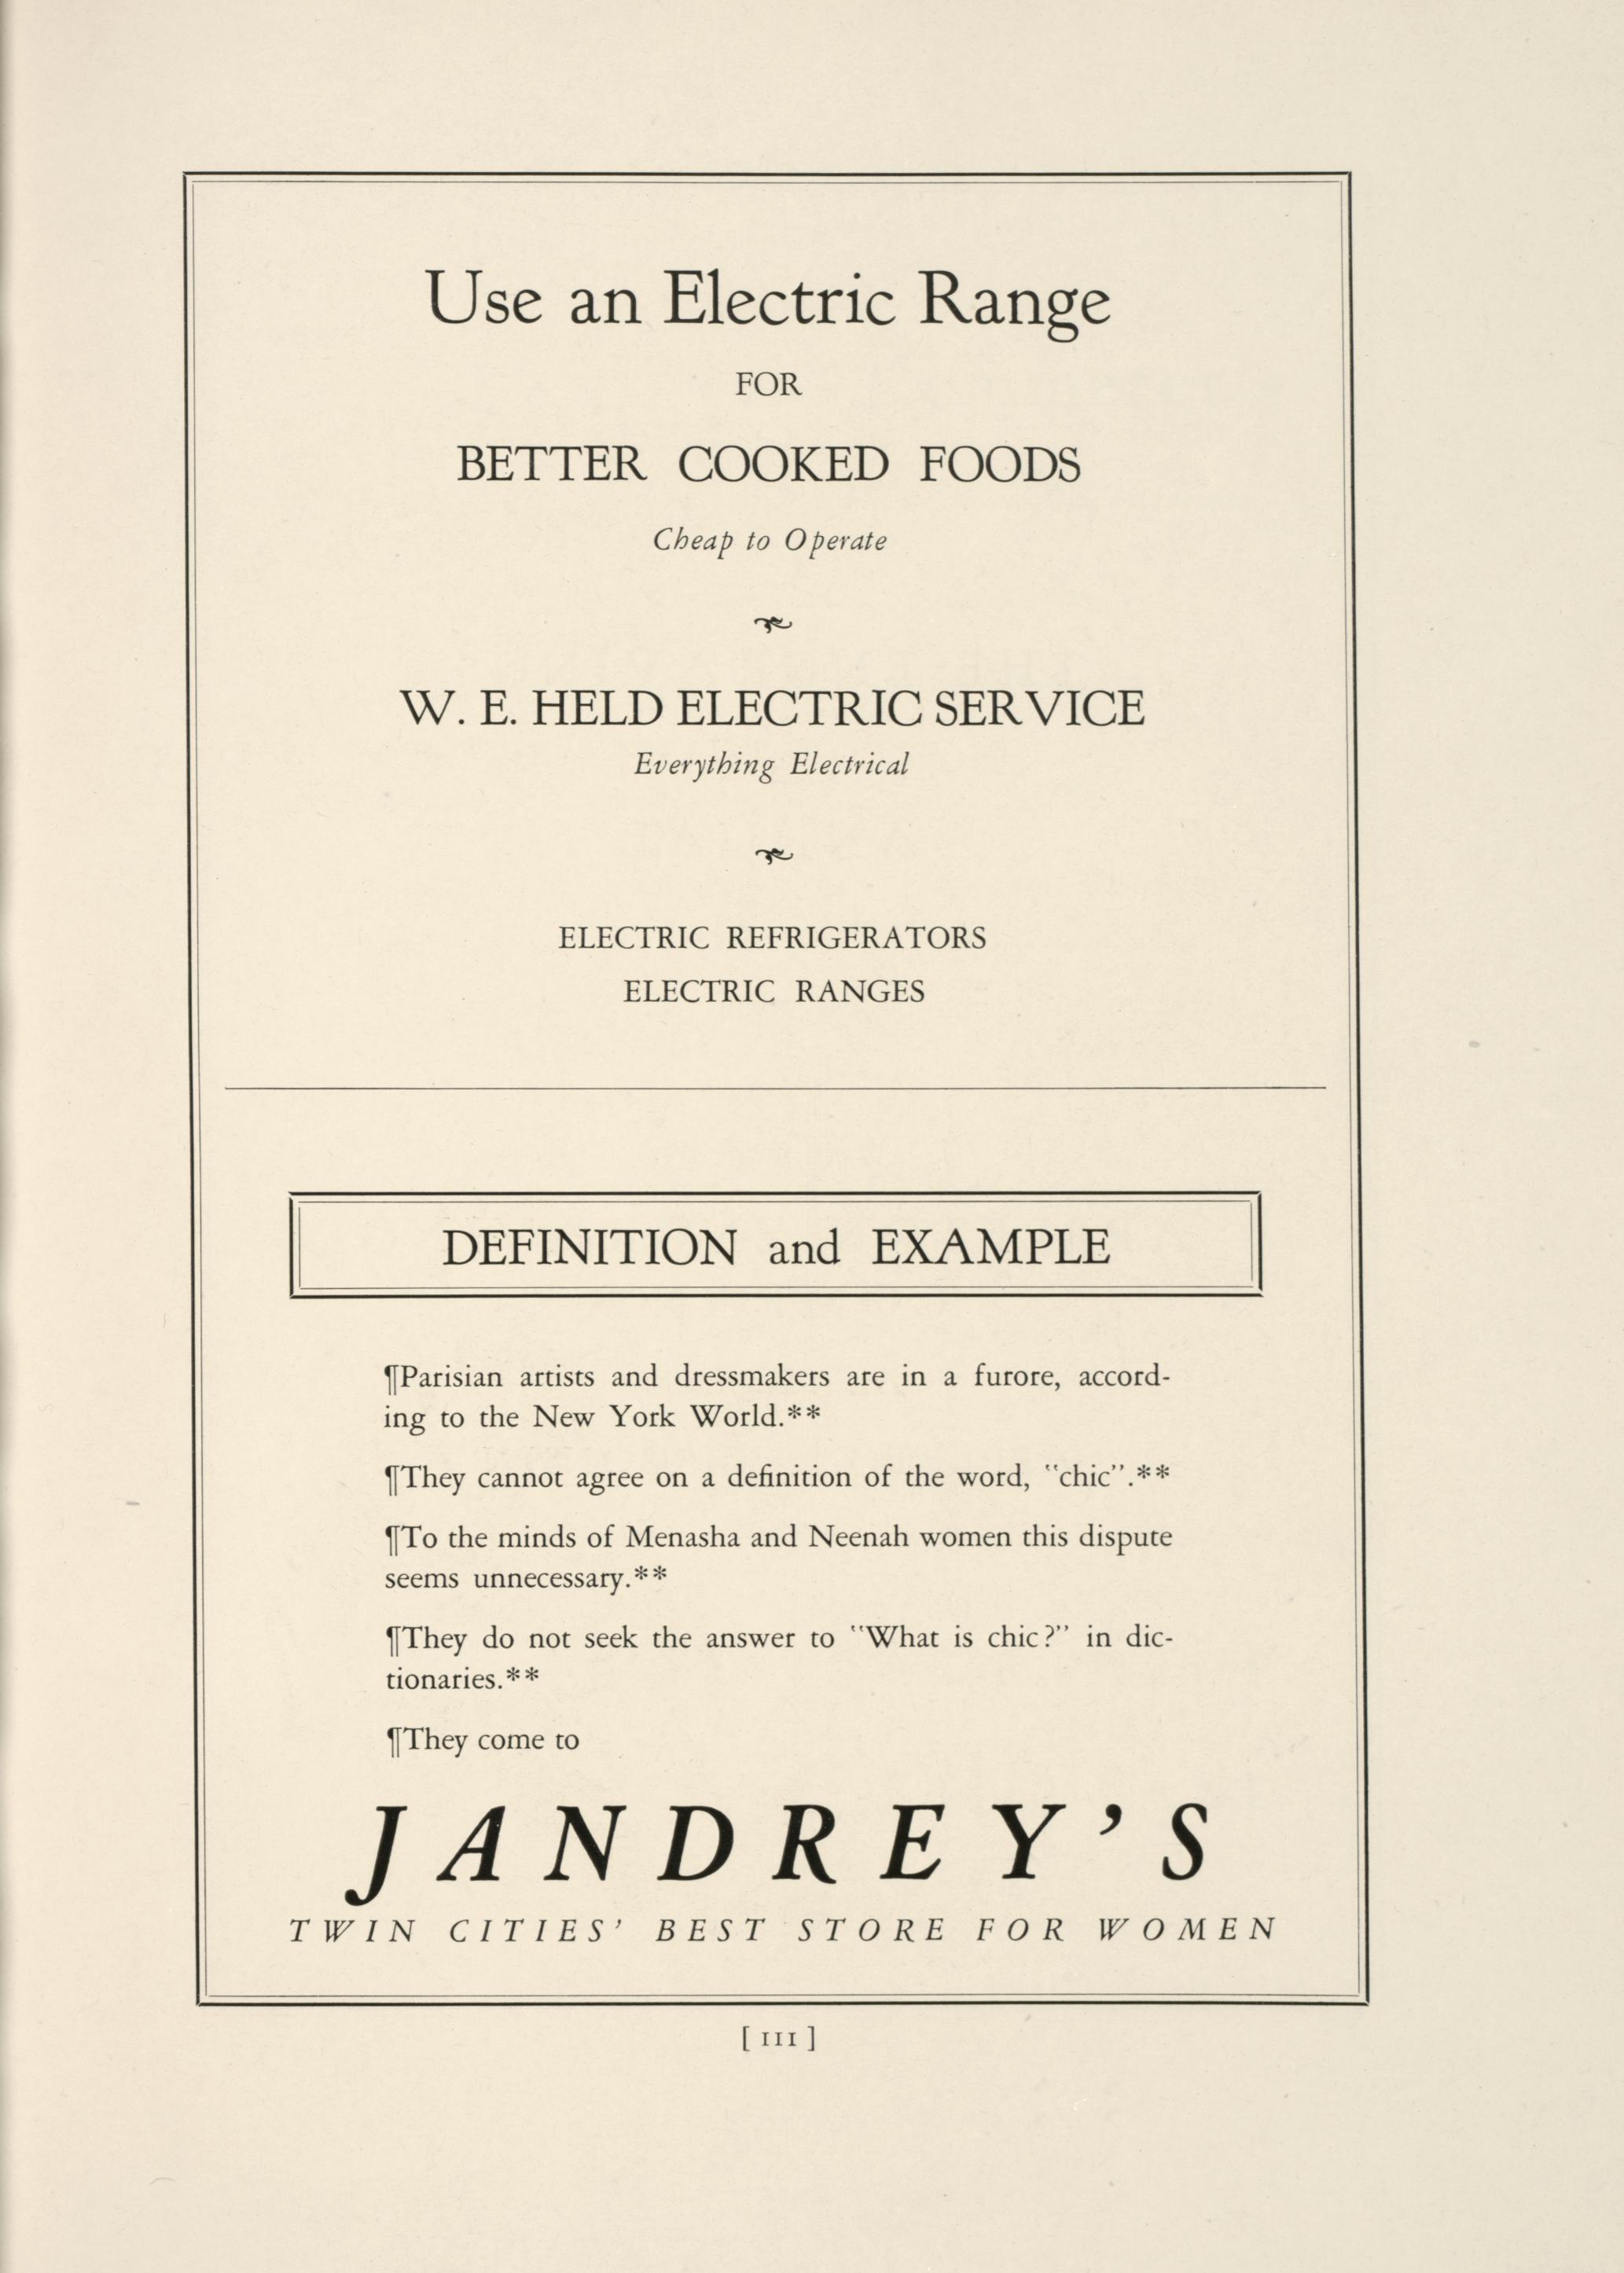 Use an Electric Range
FOR
BETTER COOKED FOODS
Cheap to Operate
W. E. HELD ELECTRIC SERVICE
Everything Electrical
ELECTRIC REFRIGERATORS
ELECTRIC RANGES
DEFINITION and EXAMPLE
¶Parisian artists and dressmakers are in a furore, accord-
ing to the New York World.**
¶They cannot agree on a definition of the word, "chic".**
¶To the minds of Menasha and Neenah women this dispute
seems unnecessary.**
¶They do not seek the answer to "What is chic?" in dic-
tionaries.**
¶They come to
JANDREY'S
TWIN CITIES' BEST STORE FOR WOMEN
[ III ]